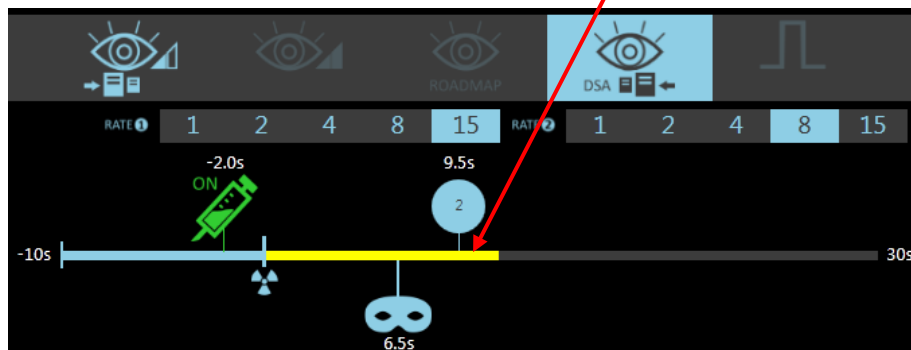 ROADMAP
DSA
RATE 1 1 2 4 8 15 RATE 2 1 2 4 8 15
-2.0s 9.5s
ON
2
-10s 30s
6.5s